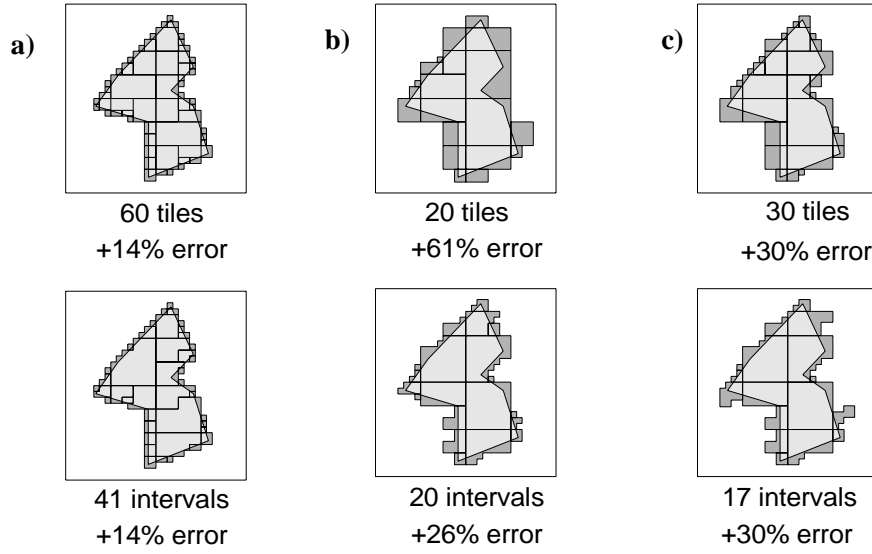 a)
b)
c)
60 tiles
+14% error
20 tiles
+61% error
30 tiles
+30% error
41 intervals
+14% error
20 intervals
+26% error
17 intervals
+30% error